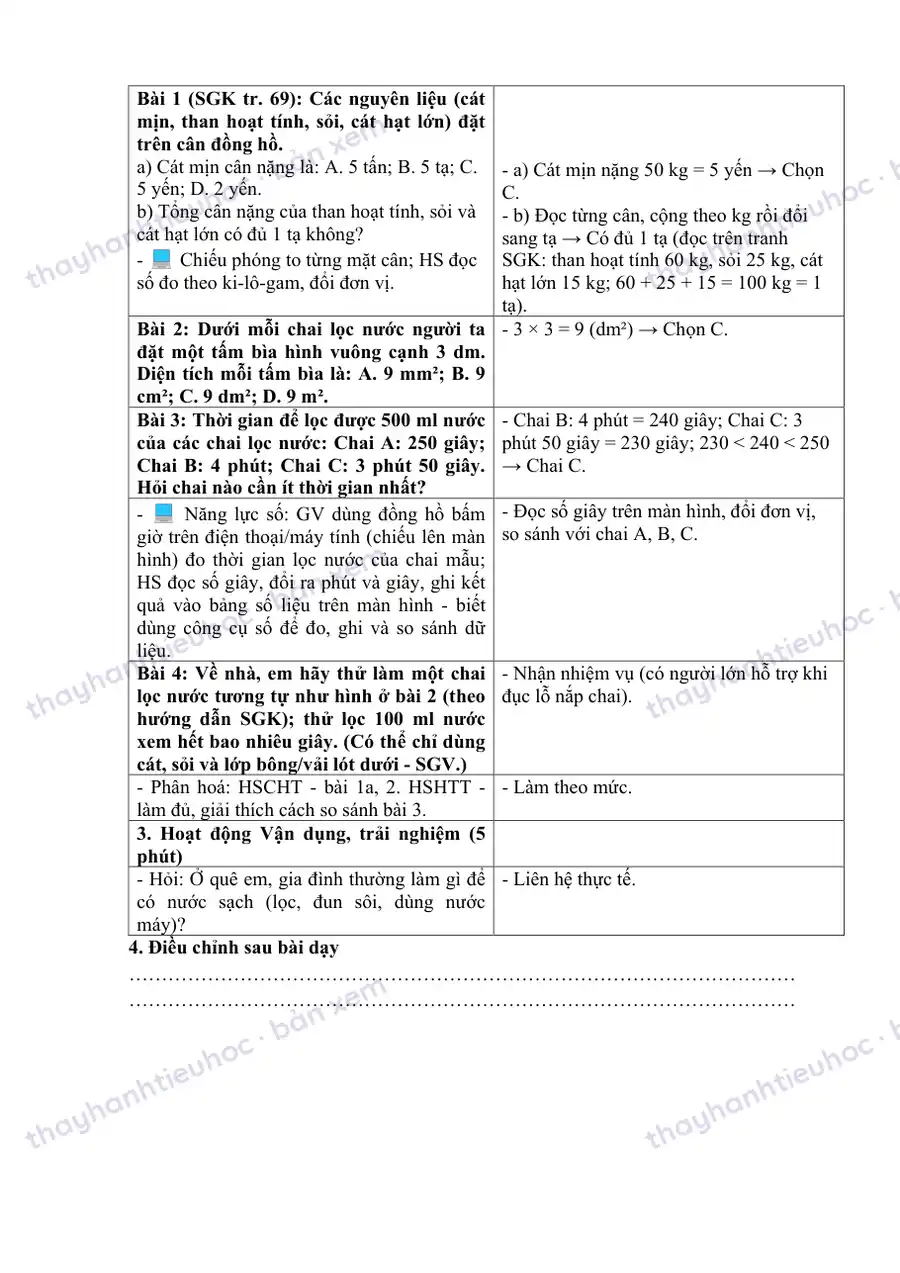 Bài 1 (SGK tr. 69): Các nguyên liệu (cát
mịn, than hoạt tính, sỏi, cát hạt lớn) đặt
trên cân đồng hồ.
a) Cát mịn cân nặng là: A. 5 tấn; B. 5 tạ; C.
5 yến; D. 2 yến.
b) Tổng cân nặng của than hoạt tính, sỏi và
cát hạt lớn có đủ 1 tạ không?
- Chiếu phóng to từng mặt cân; HS đọc
số đo theo ki-lô-gam, đổi đơn vị.
- a) Cát mịn nặng 50 kg = 5 yến → Chọn
C.
- b) Đọc từng cân, cộng theo kg rồi đổi
sang tạ → Có đủ 1 tạ (đọc trên tranh
SGK: than hoạt tính 60 kg, sỏi 25 kg, cát
hạt lớn 15 kg; 60 + 25 + 15 = 100 kg = 1
tạ).
Bài 2: Dưới mỗi chai lọc nước người ta
đặt một tấm bìa hình vuông cạnh 3 dm.
Diện tích mỗi tấm bìa là: A. 9 mm²; B. 9
cm²; C. 9 dm²; D. 9 m².
- 3 × 3 = 9 (dm²) → Chọn C.
Bài 3: Thời gian để lọc được 500 ml nước
của các chai lọc nước: Chai A: 250 giây;
Chai B: 4 phút; Chai C: 3 phút 50 giây.
Hỏi chai nào cần ít thời gian nhất?
- Chai B: 4 phút = 240 giây; Chai C: 3
phút 50 giây = 230 giây; 230 < 240 < 250
→ Chai C.
- Năng lực số: GV dùng đồng hồ bấm
giờ trên điện thoại/máy tính (chiếu lên màn
hình) đo thời gian lọc nước của chai mẫu;
HS đọc số giây, đổi ra phút và giây, ghi kết
quả vào bảng số liệu trên màn hình - biết
dùng công cụ số để đo, ghi và so sánh dữ
liệu.
- Đọc số giây trên màn hình, đổi đơn vị,
so sánh với chai A, B, C.
Bài 4: Về nhà, em hãy thử làm một chai
lọc nước tương tự như hình ở bài 2 (theo
hướng dẫn SGK); thử lọc 100 ml nước
xem hết bao nhiêu giây. (Có thể chỉ dùng
cát, sỏi và lớp bông/vải lót dưới - SGV.)
- Nhận nhiệm vụ (có người lớn hỗ trợ khi
đục lỗ nắp chai).
- Phân hoá: HSCHT - bài 1a, 2. HSHTT -
làm đủ, giải thích cách so sánh bài 3.
- Làm theo mức.
3. Hoạt động Vận dụng, trải nghiệm (5
phút)
- Hỏi: Ở quê em, gia đình thường làm gì để
có nước sạch (lọc, đun sôi, dùng nước
máy)?
- Liên hệ thực tế.
4. Điều chỉnh sau bài dạy
……………………………………………………………………………………
……………………………………………………………………………………
thayhanhtieuhoc · bản xem
thayhanhtieuhoc · b
thayhanhtieuhoc · bản xem
thayhanhtieuhoc · b
thayhanhtieuhoc · bản xem
thayhanhtieuhoc · b